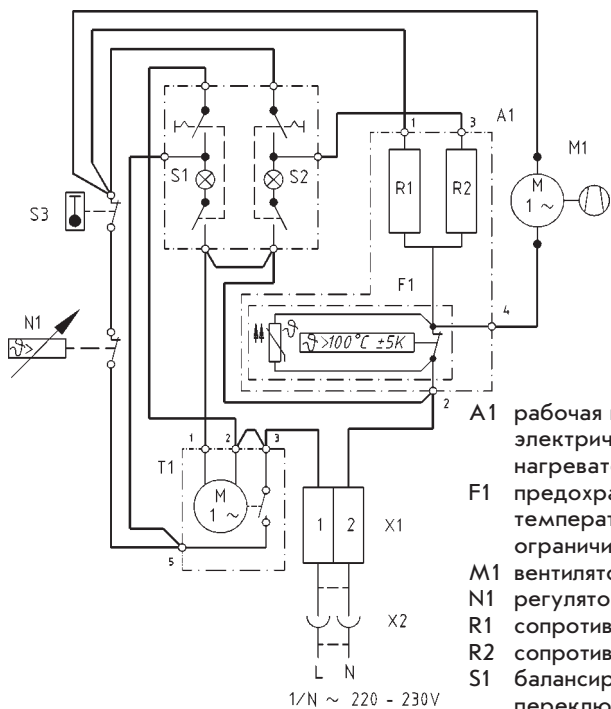 1
3
A1
S1
S2
R1
R2
M1
M
1 ~
S3
F1
4
N1
ϑ>
ϑ
ϑ>100°C ±5K
2
1
2
3
T1
M
1 ~
5
1
2
X1
X2
L
N
1/N ~ 220 - 230V
A1 рабочая
электрич
нагревате
F1 предохра
температ
ограничи
M1 вентилято
N1 регулято
R1 сопротив
R2 сопротив
S1 балансир
переклю